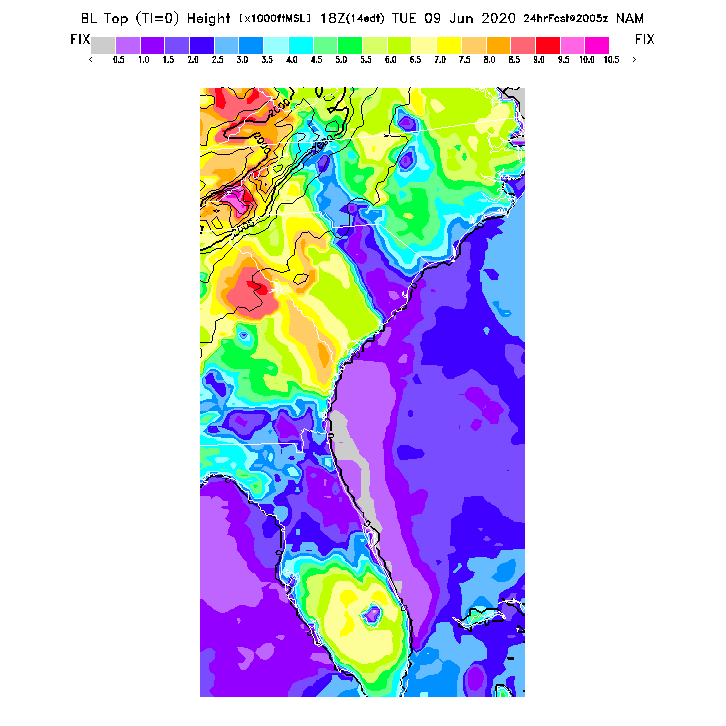 BL Top (TI=0) Height [x1000ftMSL] 18Z(14edt) TUE 09 Jun 2020 24hrFcst@2005z NAM
FIX FIX
< 0.5 1.0 1.5 2.0 2.5 3.0 3.5 4.0 4.5 5.0 5.5 6.0 6.5 7.0 7.5 8.0 8.5 9.0 9.5 10.0 10.5 >
2000
2000